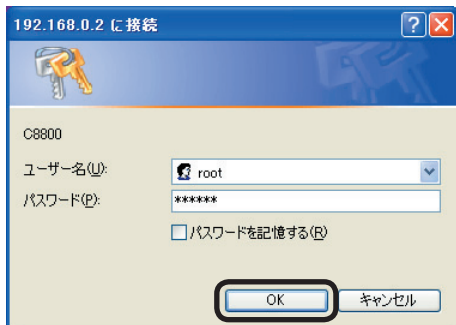 192.168.0.2 に接続
C8800
ユーザー名(U):
root
パスワード(P):
******
パスワードを記憶する(R)
OK
キャンセル